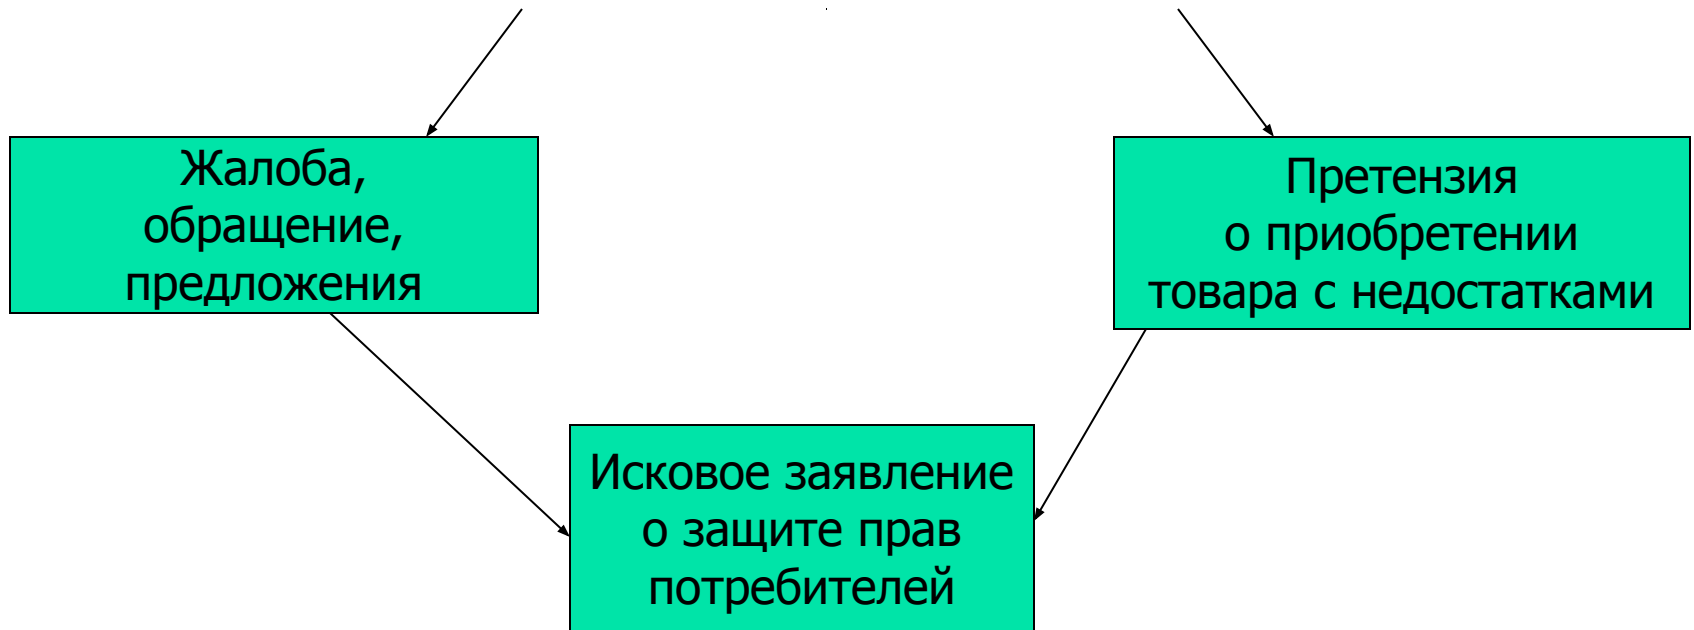 Жалоба,
обращение,
предложения
Претензия
о приобретении
товара с недостатками
Исковое заявление
о защите прав
потребителей